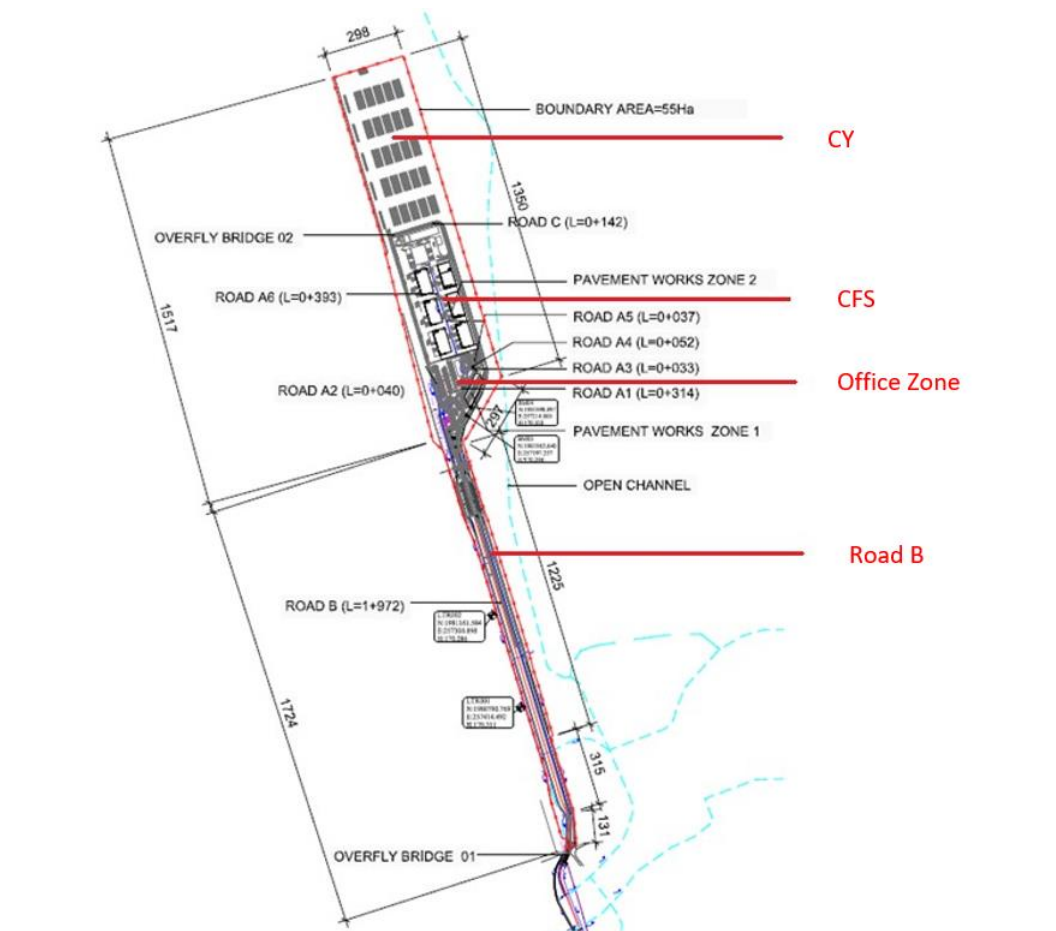 298
BOUNDARY AREA=55Ha
CY
1350
ROAD C (L=0+142)
OVERFLY BRIDGE 02
PAVEMENT WORKS ZONE 2
ROAD A6 (L=0+393)
CFS
1517
ROAD A5 (L=0+037)
ROAD A4 (L=0+052)
ROAD A3 (L=0+033)
Office Zone
ROAD A2 (L=0+040)
ROAD A1 (L=0+314)
297
PAVEMENT WORKS ZONE 1
OPEN CHANNEL
Road B
1225
ROAD B (L=1+972)
1724
315
131
OVERFLY BRIDGE 01